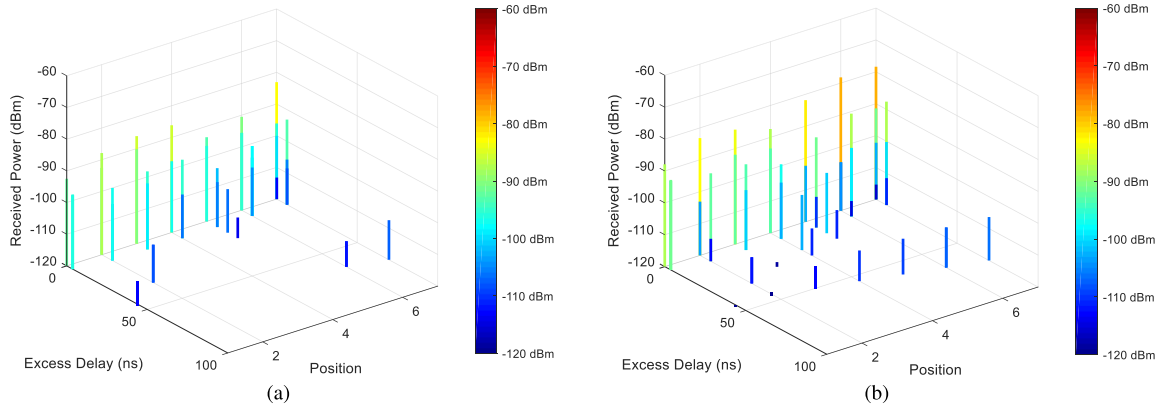 -60
-70
-80
-90
-100
-110
-120
Received Power (dBm)
0
50
100
Excess Delay (ns)
2
4
6
Position
-60 dBm
-70 dBm
-80 dBm
-90 dBm
-100 dBm
-110 dBm
-120 dBm
(a)
-60
-70
-80
-90
-100
-110
-120
Received Power (dBm)
0
50
100
Excess Delay (ns)
2
4
6
Position
-60 dBm
-70 dBm
-80 dBm
-90 dBm
-100 dBm
-110 dBm
-120 dBm
(b)